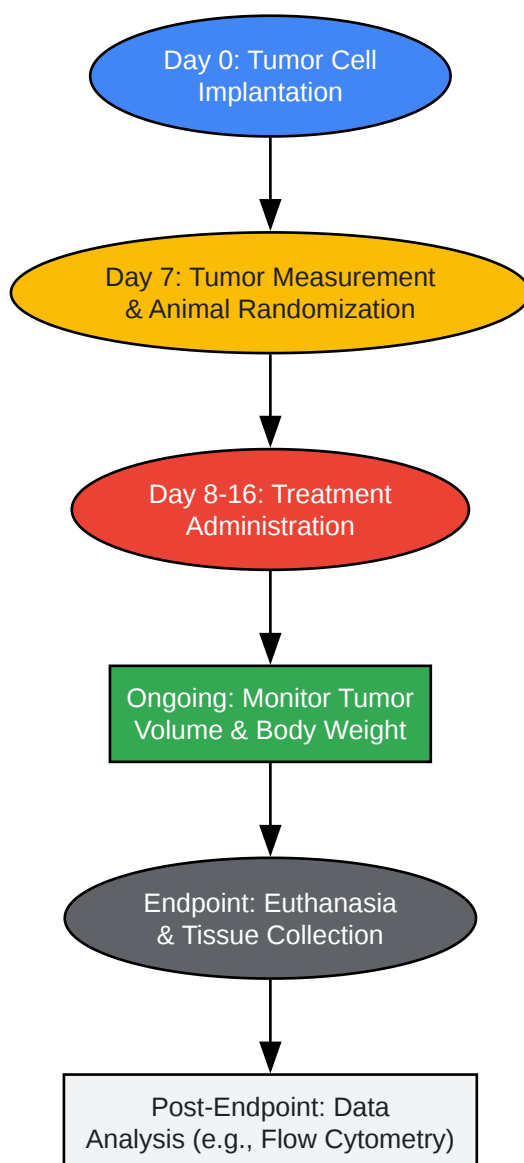 Day 0: Tumor Cell
Implantation
Day 7: Tumor Measurement
& Animal Randomization
Day 8-16: Treatment
Administration
Ongoing: Monitor Tumor
Volume & Body Weight
Endpoint: Euthanasia
& Tissue Collection
Post-Endpoint: Data
Analysis (e.g., Flow Cytometry)